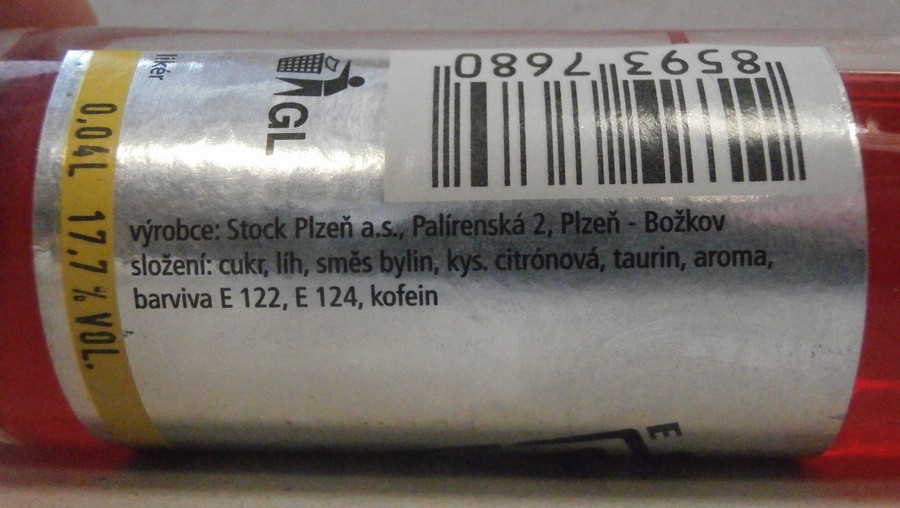 likér
GL
8593 7680
0,04L 17,7 % VOL.
výrobce: Stock Plzeň a.s., Palírenská 2, Plzeň - Božkov
složení: cukr, líh, směs bylin, kys. citrónová, taurin, aroma,
barviva E 122, E 124, kofein
E